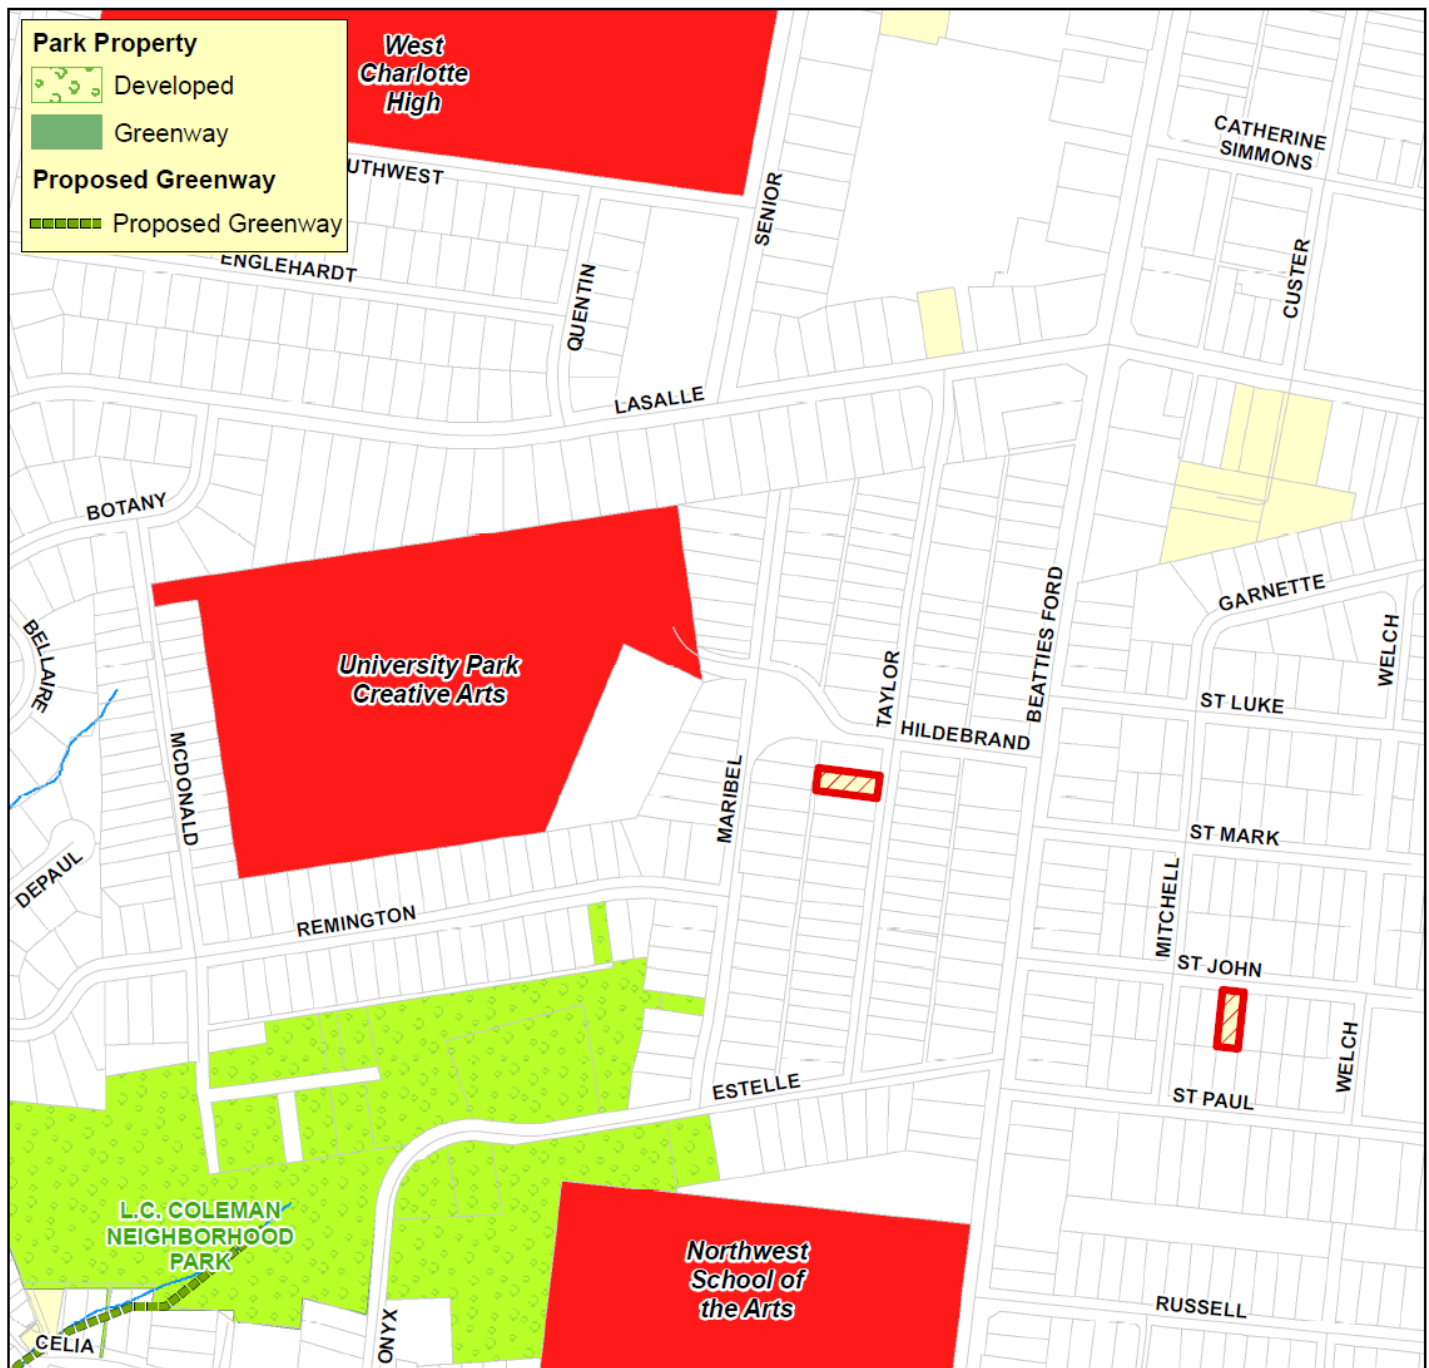 Park Property
Developed
Greenway
Proposed Greenway
Proposed Greenway
West
Charlotte
High
CATHERINE
SIMMONS
UTHWEST
SENIOR
ENGLEHARDT
QUENTIN
CUSTER
LASALLE
BOTANY
BELLAIRE
University Park
Creative Arts
GARNETTE
WELCH
BEATTIES FORD
TAYLOR
ST LUKE
HILDEBRAND
MCDONALD
MARIBEL
ST MARK
DEPAUL
MITCHELL
REMINGTON
ST JOHN
WELCH
ESTELLE
ST PAUL
L.C. COLEMAN
NEIGHBORHOOD
PARK
Northwest
School of
the Arts
RUSSELL
ONYX
CELIA